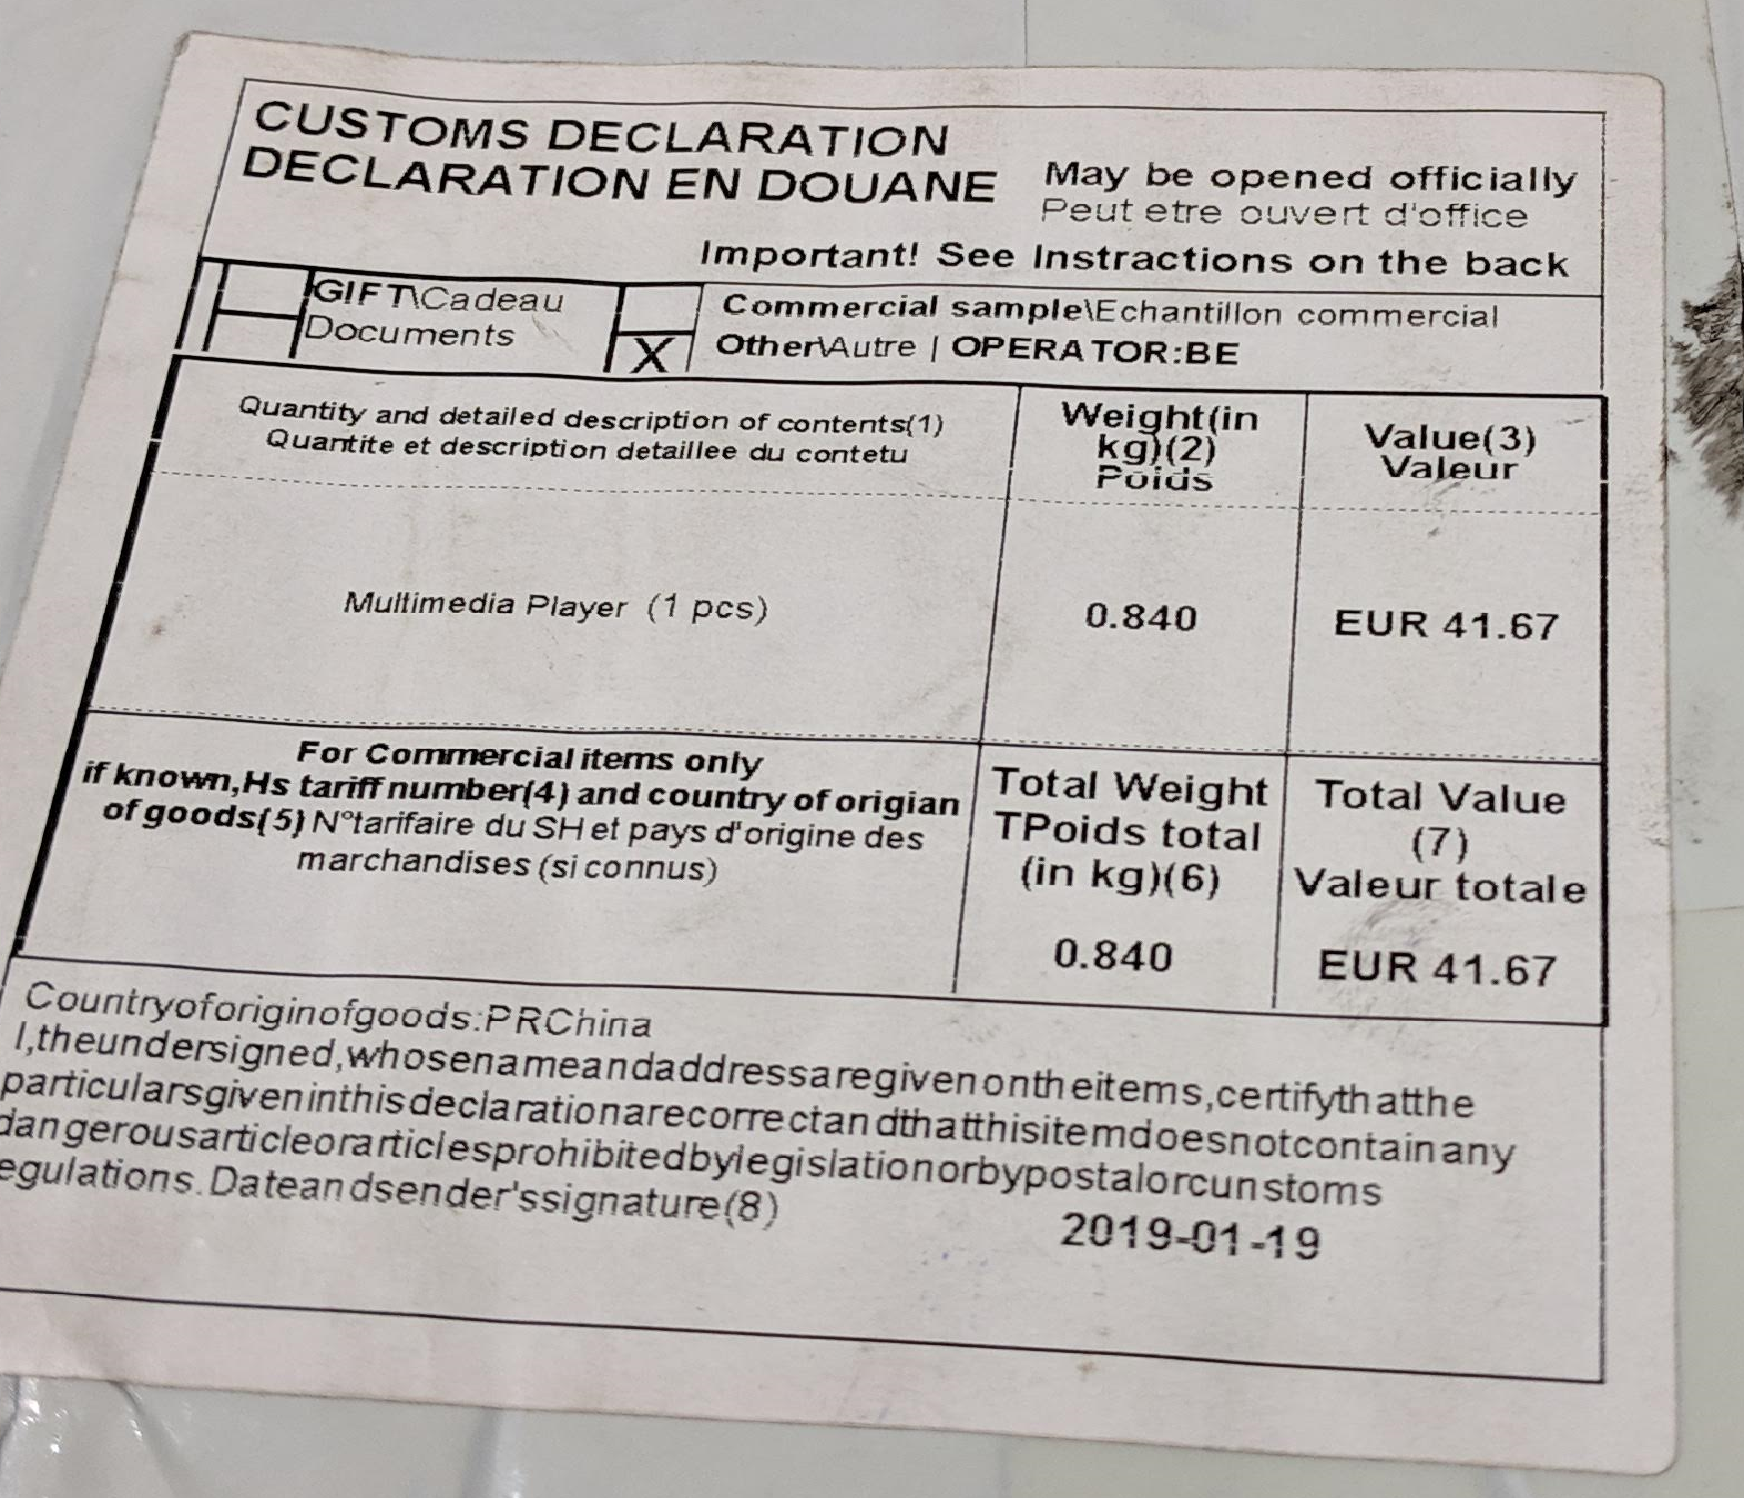 CUSTOMS DECLARATION
DECLARATION EN DOUANE
May be opened officially
Peut etre ouvert d'office
Important! See Instractions on the back
GIFT\Cadeau
Documents
Commercial sample\Echantillon commercial
X Other\Autre | OPERATOR:BE
Quantity and detailed description of contents(1)
Quantite et description detaillee du contetu
Weight(in
kg)(2)
Poids
Value(3)
Valeur
Multimedia Player (1 pcs)
0.840
EUR 41.67
For Commercial items only
if known,Hs tariff number(4) and country of origian
of goods(5) N°tarifaire du SH et pays d'origine des
marchandises (si connus)
Total Weight
TPoids total
(in kg)(6)
0.840
Total Value
(7)
Valeur totale
EUR 41.67
Countryoforiginofgoods:PRChina
I,theundersigned,whosenameandaddressaregivenontheitems,certifythatthe
particularsgiveninthisdeclarationarecorrectandthatthisitemdoesnotcontainany
dangerousarticleorarticlesprohibitedbylegislationorbypostalorcunstoms
egulations.Dateandsender'ssignature(8)
2019-01-19